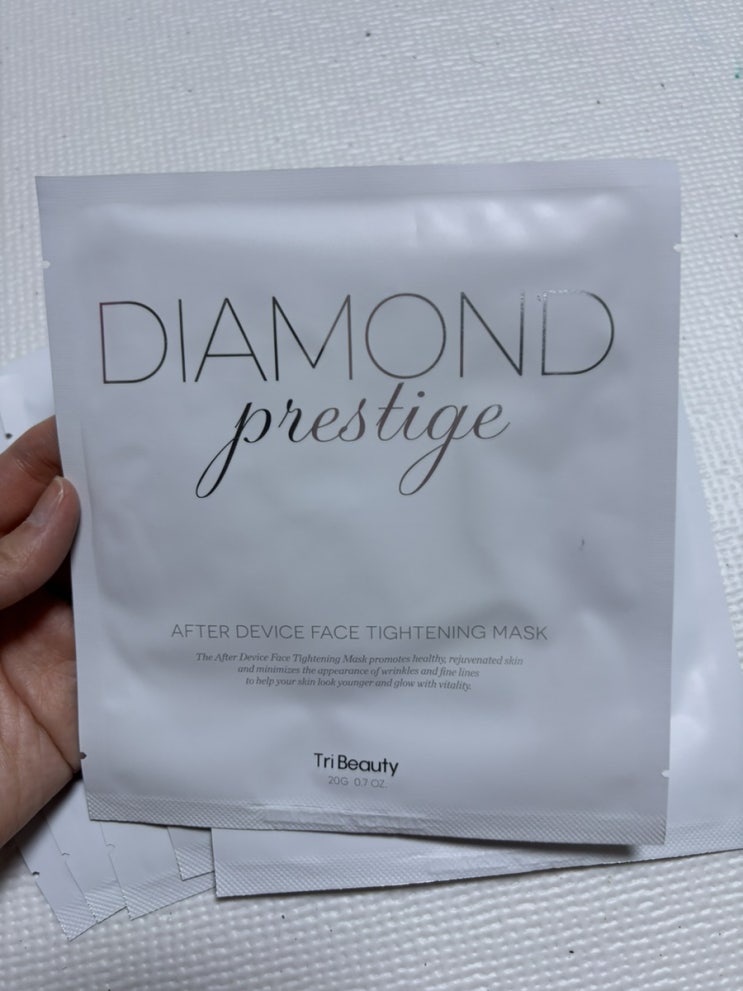 DIAMOND
prestige
AFTER DEVICE FACE TIGHTENING MASK
The After Device Face Tightening Mask promotes healthy, rejuvenated skin
and minimizes the appearance of wrinkles and fine lines
to help your skin look younger and glow with vitality.
Tri Beauty
20G 0.7 OZ.